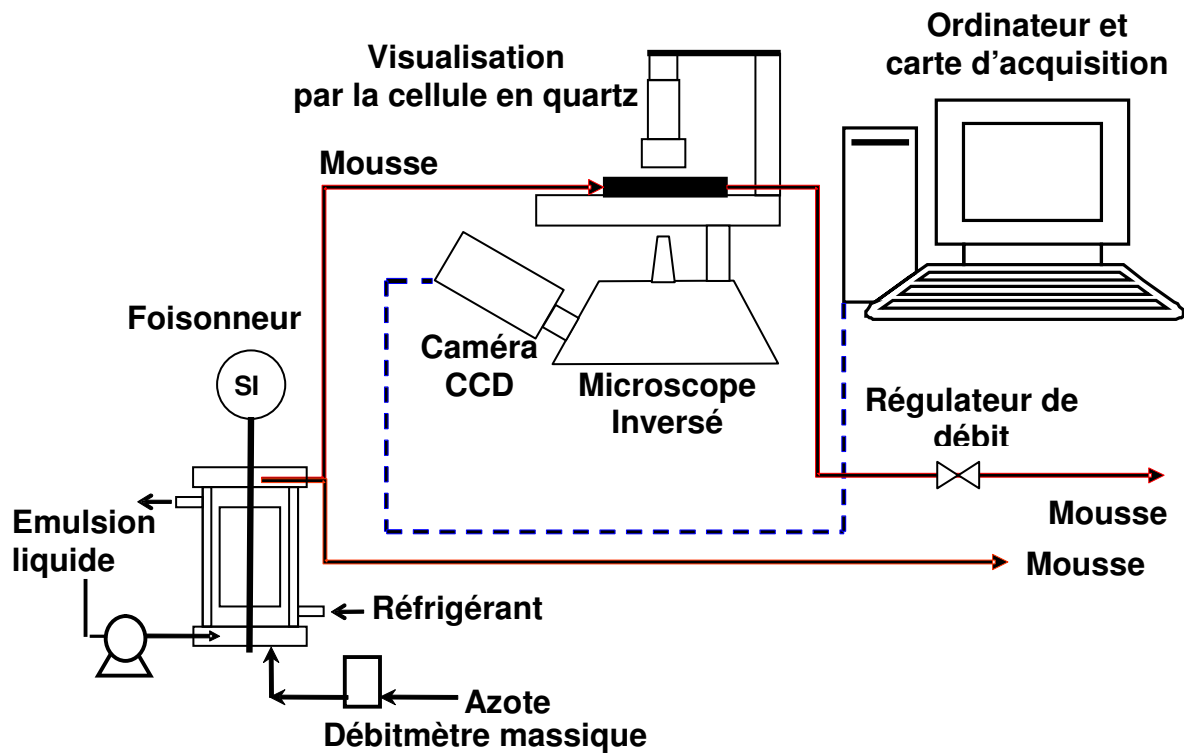 Ordinateur et
carte d'acquisition
Visualisation
par la cellule en quartz
Mousse
Foisonneur
SI
Caméra
CCD
Microscope
Inversé
Régulateur de
débit
Mousse
Emulsion
liquide
Mousse
Réfrigérant
Azote
Débitmètre massique